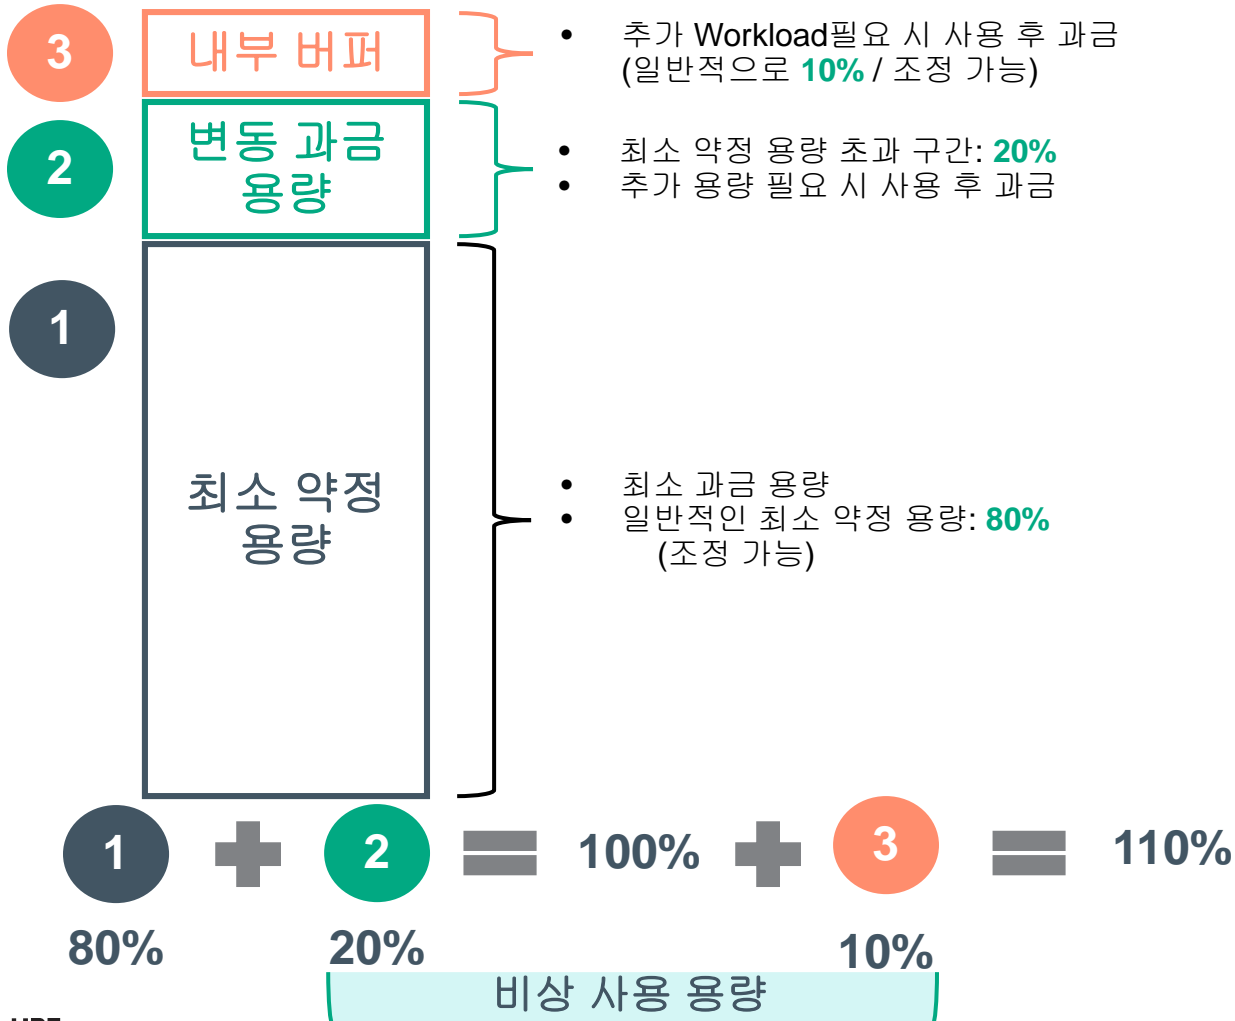 3
내부 버퍼
• 추가 Workload필요 시 사용 후 과금
(일반적으로 10% / 조정 가능)
2
변동 과금
용량
• 최소 약정 용량 초과 구간: 20%
• 추가 용량 필요 시 사용 후 과금
1
최소 약정
용량
• 최소 과금 용량
• 일반적인 최소 약정 용량: 80%
(조정 가능)
1 + 2 = 100% + 3 = 110%
80% 20% 10%
비상 사용 용량